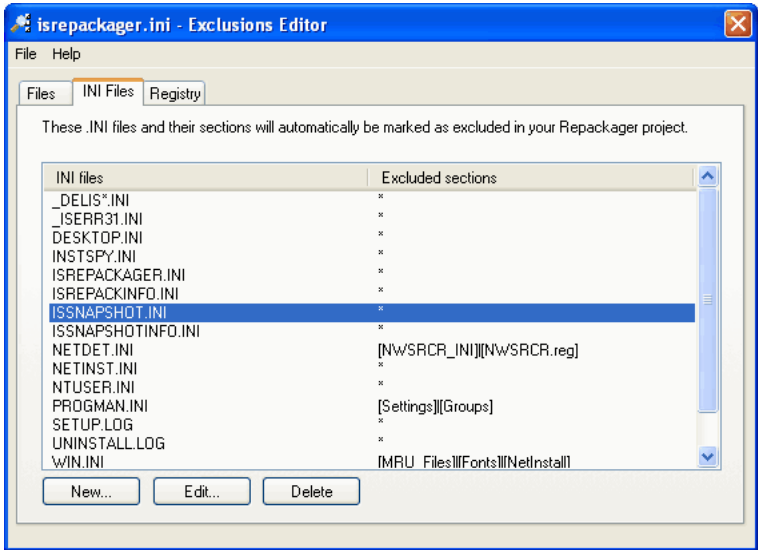 isrepackager.ini - Exclusions Editor
File Help
Files INI Files Registry
These .INI files and their sections will automatically be marked as excluded in your Repackager project.
INI files Excluded sections
_DELIS*.INI *
_ISERR31.INI *
DESKTOP.INI *
INSTSPY.INI *
ISREPACKAGER.INI *
ISREPACKINFO.INI *
ISSNAPSHOT.INI *
ISSNAPSHOTINFO.INI *
NETDET.INI [NWSRCR_INI]|[NWSRCR.reg]
NETINST.INI *
NTUSER.INI *
PROGMAN.INI [Settings]|[Groups]
SETUP.LOG *
UNINSTALL.LOG *
WIN.INI [MRU_Files]|[Fonts]|[NetInstall]
New... Edit... Delete